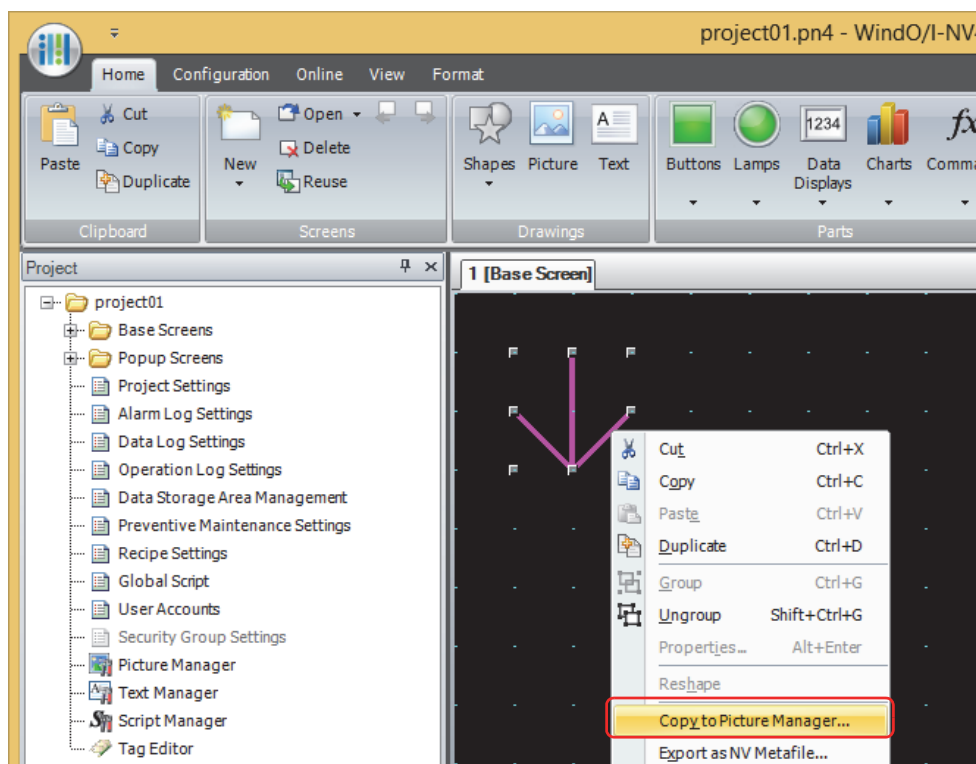 project01.pn4 - WindO/I-NV
Home Configuration Online View Format
Paste
Cut
Copy
Duplicate
Clipboard
New
Open
Delete
Reuse
Screens
Shapes Picture Text
Drawings
1234
Buttons Lamps Data Displays Charts Comma
Parts
Project
project01
Base Screens
Popup Screens
Project Settings
Alarm Log Settings
Data Log Settings
Operation Log Settings
Data Storage Area Management
Preventive Maintenance Settings
Recipe Settings
Global Script
User Accounts
Security Group Settings
Picture Manager
Text Manager
Script Manager
Tag Editor
1 [Base Screen]
Cut Ctrl+X
Copy Ctrl+C
Paste Ctrl+V
Duplicate Ctrl+D
Group Ctrl+G
Ungroup Shift+Ctrl+G
Properties... Alt+Enter
Reshape
Copy to Picture Manager...
Export as NV Metafile...